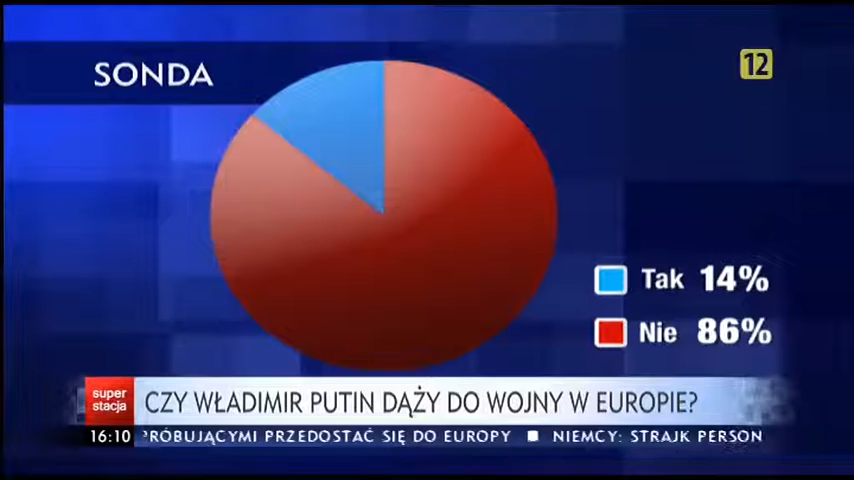 SONDA
12
Tak 14%
Nie 86%
super
stacja
CZY WŁADIMIR PUTIN DĄŻY DO WOJNY W EUROPIE?
16:10 PRÓBUJĄCYMI PRZEDOSTAĆ SIĘ DO EUROPY ■ NIEMCY: STRAJK PERSON